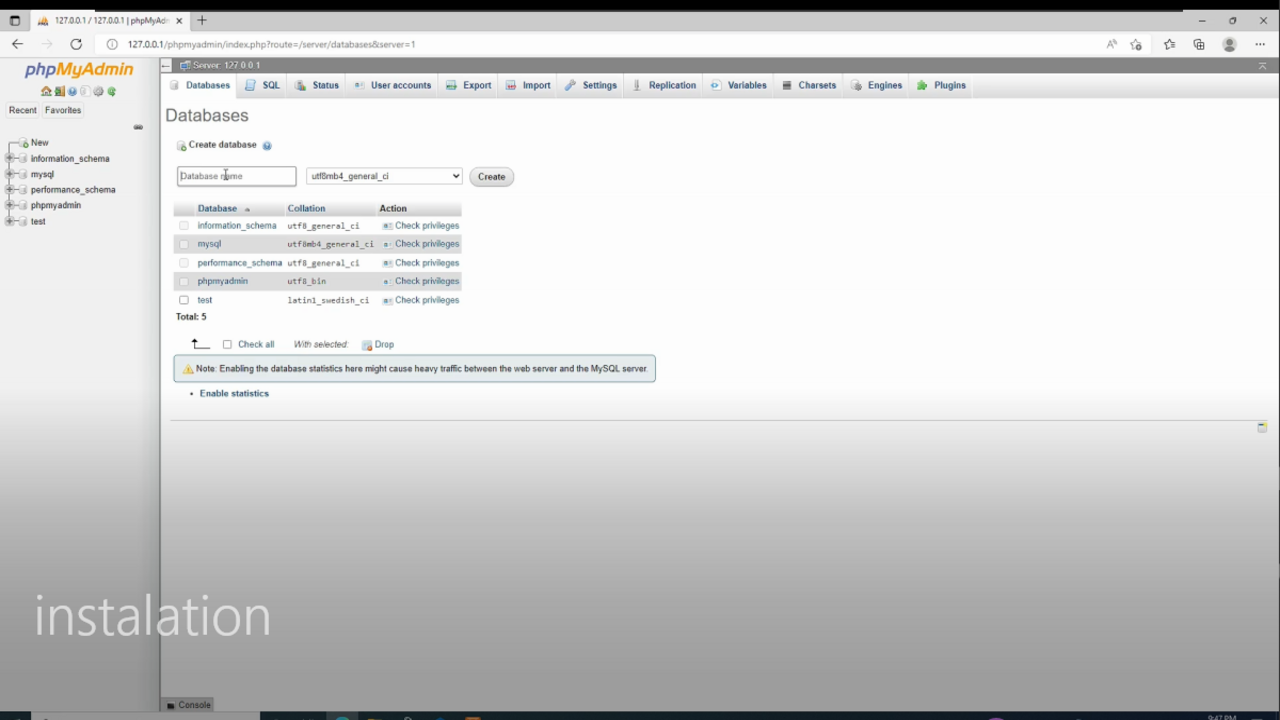 127.0.0.1 / 127.0.0.1 | phpMyAd
127.0.0.1/phpmyadmin/index.php?route=/server/databases&server=1
phpMyAdmin
Recent Favorites
New
information_schema
mysql
performance_schema
phpmyadmin
test
Server: 127.0.0.1
Databases SQL Status User accounts Export Import Settings Replication Variables Charsets Engines Plugins
Databases
Create database
Database name utf8mb4_general_ci Create
Database Collation Action
information_schema utf8_general_ci Check privileges
mysql utf8mb4_general_ci Check privileges
performance_schema utf8_general_ci Check privileges
phpmyadmin utf8_bin Check privileges
test latin1_swedish_ci Check privileges
Total: 5
Check all With selected: Drop
Note: Enabling the database statistics here might cause heavy traffic between the web server and the MySQL server.
• Enable statistics
instalation
Console
9:47 PM